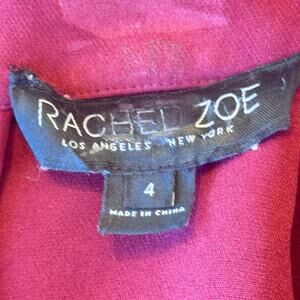 RACHEL ZOE
LOS ANGELES NEW YORK
4
MADE IN CHINA